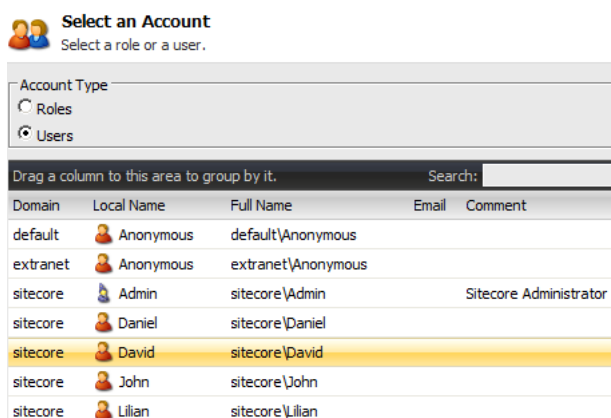 Select an Account
Select a role or a user.
Account Type
Roles
Users
Drag a column to this area to group by it. Search:
Domain Local Name Full Name Email Comment
default Anonymous default\Anonymous
extranet Anonymous extranet\Anonymous
sitecore Admin sitecore\Admin Sitecore Administrator
sitecore Daniel sitecore\Daniel
sitecore David sitecore\David
sitecore John sitecore\John
sitecore Lilian sitecore\Lilian